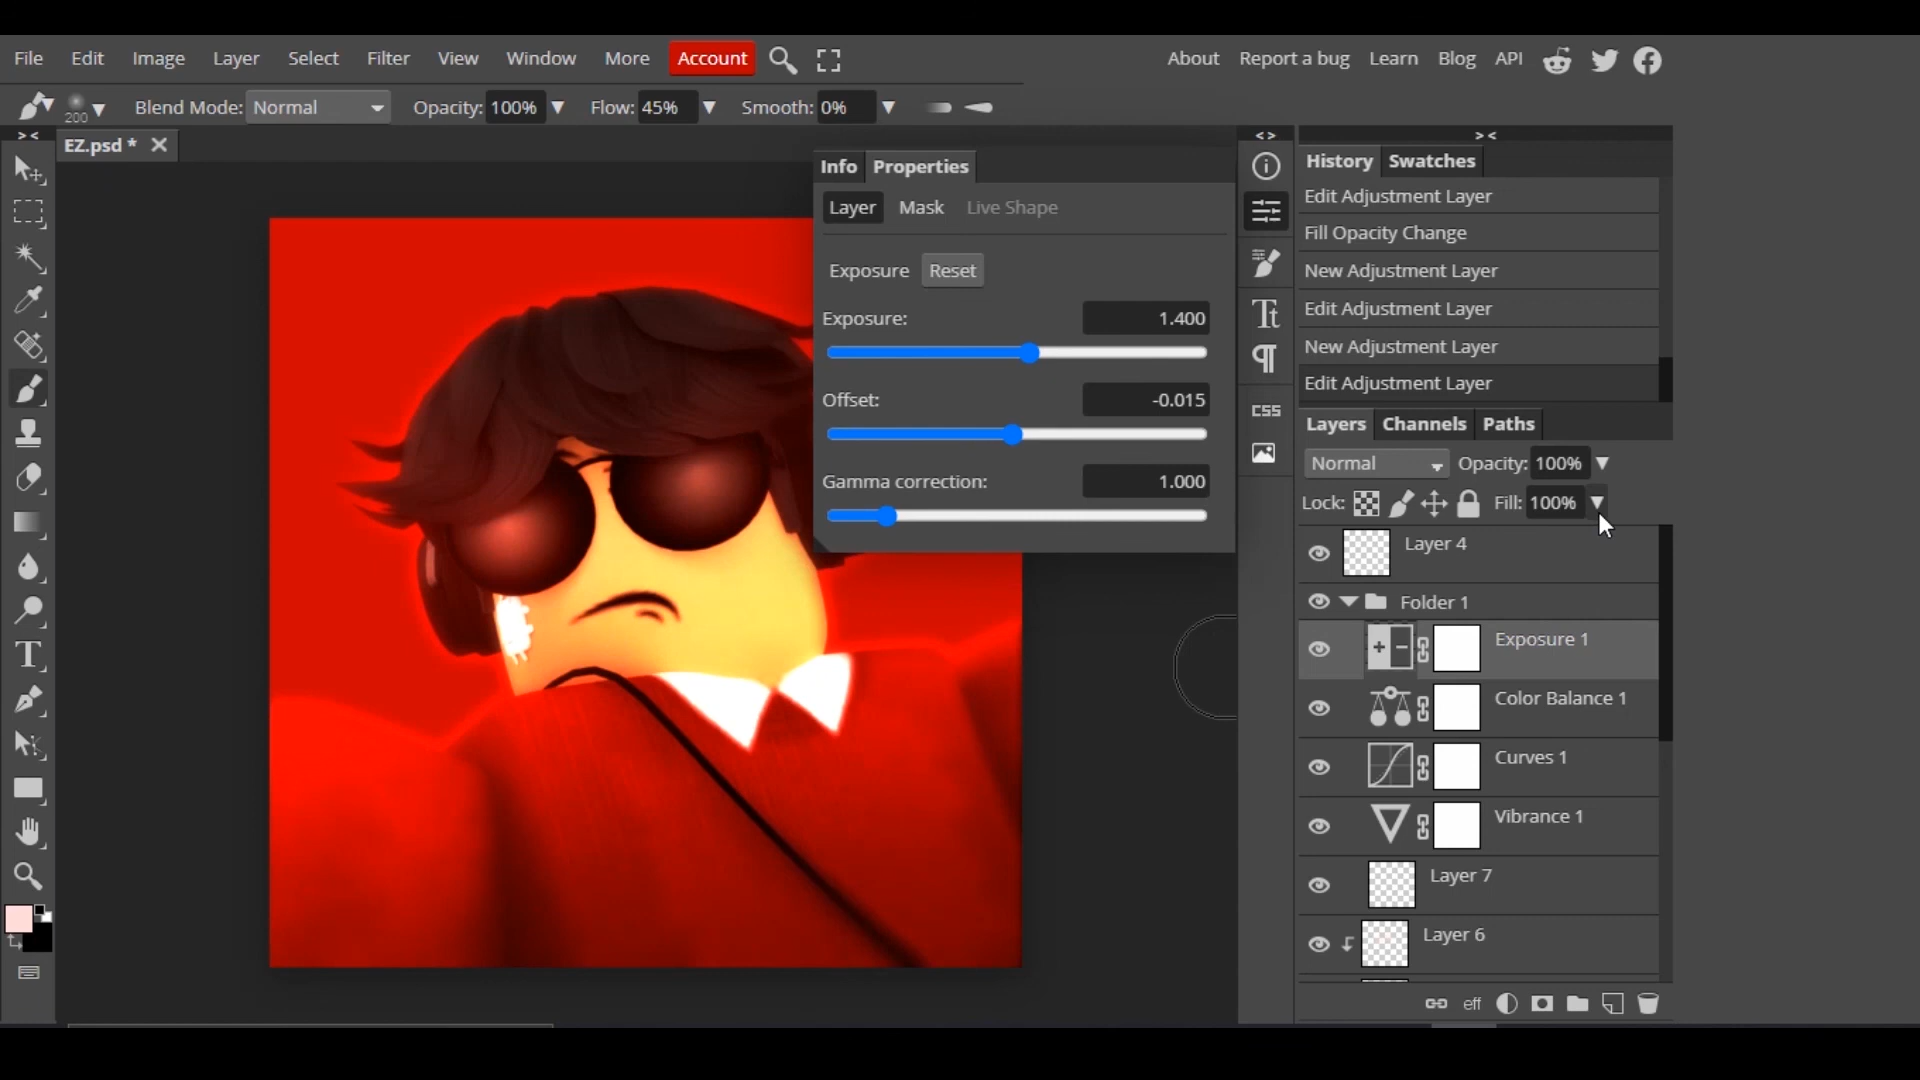 File Edit Image Layer Select Filter View Window More Account About Report a bug Learn Blog API
200 Blend Mode: Normal Opacity: 100% Flow: 45% Smooth: 0%
> < EZ.psd * < > > <
Info Properties
History Swatches
Layer Mask Live Shape
Edit Adjustment Layer
Fill Opacity Change
New Adjustment Layer
Edit Adjustment Layer
New Adjustment Layer
Edit Adjustment Layer
Exposure Reset
Exposure: 1.400
Offset: -0.015
Gamma correction: 1.000
CSS
Layers Channels Paths
Normal Opacity: 100%
Lock: Fill: 100%
Layer 4
Folder 1
Exposure 1
Color Balance 1
Curves 1
Vibrance 1
Layer 7
Layer 6
eff